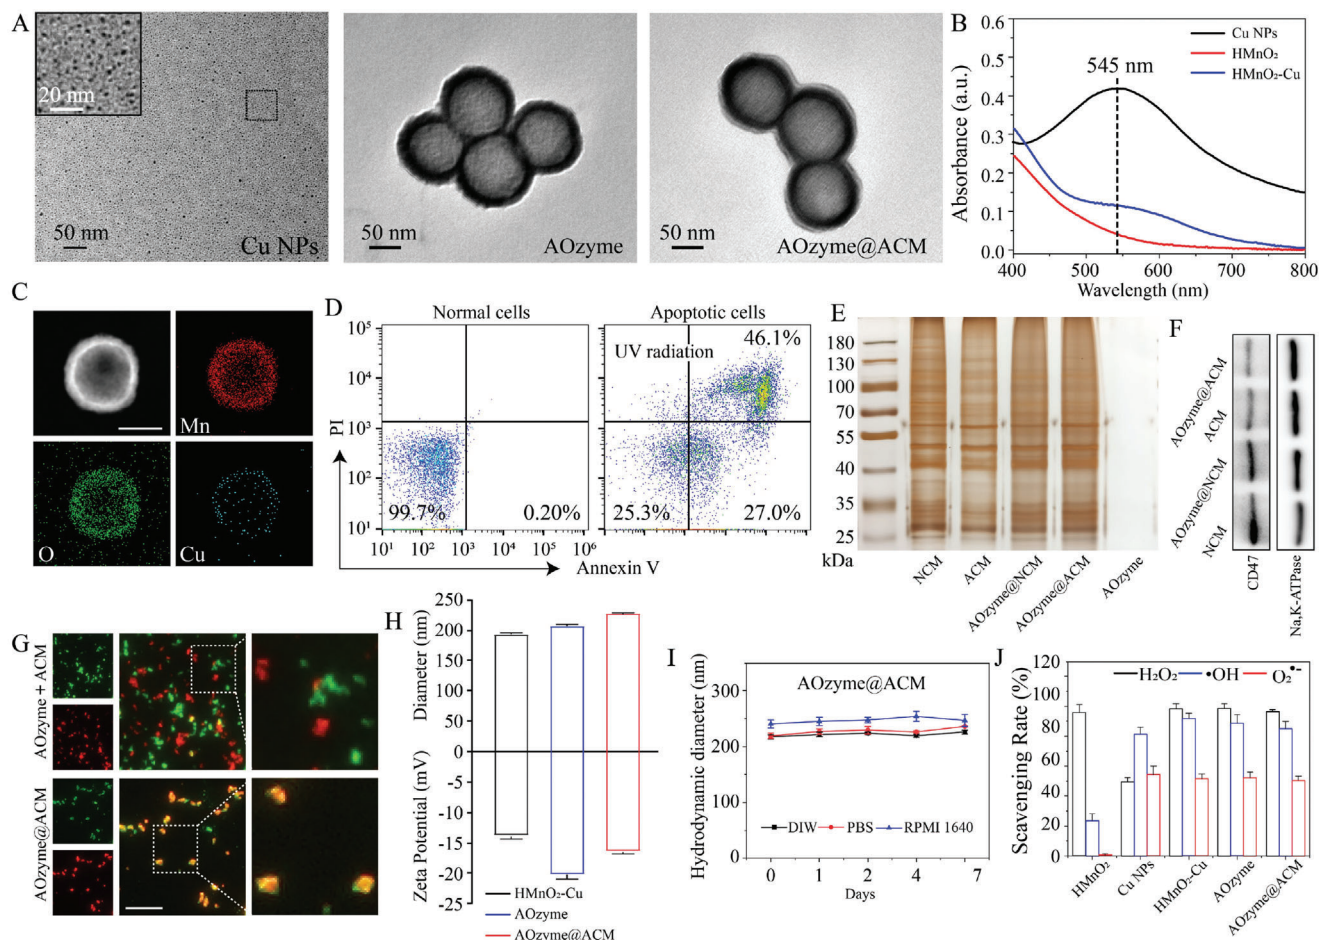 A
20 nm
50 nm
Cu NPs
50 nm
AOzyme
50 nm
AOzyme@ACM
B
0.6
0.5
0.4
0.3
0.2
0.1
0.0
Absorbance (a.u.)
545 nm
Cu NPs
HMnO₂
HMnO₂-Cu
400
500
600
700
800
Wavelength (nm)
C
Mn
O
Cu
D
Normal cells
Apoptotic cells
10⁵
10⁴
10³
10²
10¹
PI
99.7%
0.20%
UV radiation
46.1%
25.3%
27.0%
10¹ 10² 10³ 10⁴ 10⁵ 10⁶
10¹ 10² 10³ 10⁴ 10⁵ 10⁶
Annexin V
E
180
130
100
70
55
40
35
25
kDa
NCM
ACM
AOzyme@NCM
AOzyme@ACM
AOzyme
F
AOzyme@ACM
ACM
AOzyme@NCM
NCM
CD47
Na,K-ATPase
G
AOzyme + ACM
AOzyme@ACM
H
250
200
150
100
50
0
-5
-10
-15
-20
-25
Diameter (nm)
Zeta Potential (mV)
HMnO₂-Cu
AOzyme
AOzyme@ACM
I
AOzyme@ACM
300
200
100
0
Hydrodynamic diameter (nm)
DIW
PBS
RPMI 1640
0 1 2 4 7
Days
J
H₂O₂
•OH
O₂•-
120
80
60
40
20
0
Scavenging Rate (%)
HMnO₂
Cu NPs
HMnO₂-Cu
AOzyme
AOzyme@ACM